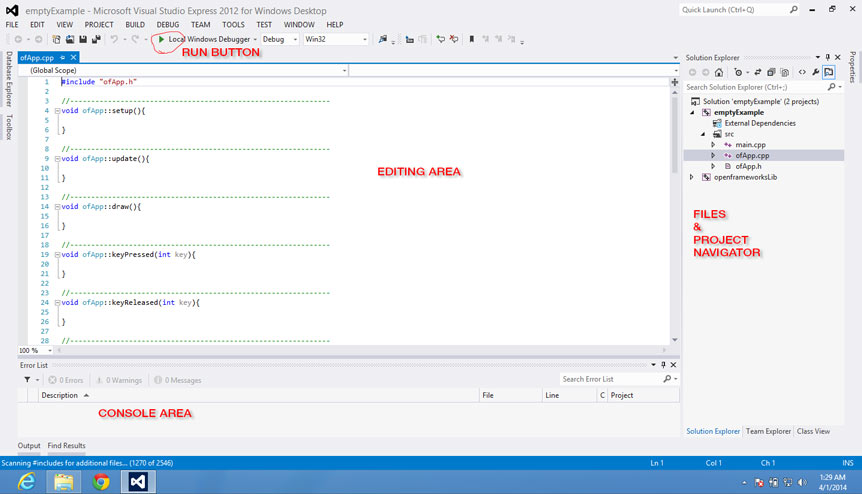 emptyExample - Microsoft Visual Studio Express 2012 for Windows Desktop
Quick Launch (Ctrl+Q)
FILE EDIT VIEW PROJECT BUILD DEBUG TEAM TOOLS TEST WINDOW HELP
Local Windows Debugger Debug Win32
RUN BUTTON
Database Explorer
Toolbox
ofApp.cpp
(Global Scope)
1 #include "ofApp.h"
2
3 //--------------------------------------------------------------
4 void ofApp::setup(){
5
6 }
7
8 //--------------------------------------------------------------
9 void ofApp::update(){
10
11 }
12
13 //--------------------------------------------------------------
14 void ofApp::draw(){
15
16 }
17
18 //--------------------------------------------------------------
19 void ofApp::keyPressed(int key){
20
21 }
22
23 //--------------------------------------------------------------
24 void ofApp::keyReleased(int key){
25
26 }
27
28 //--------------------------------------------------------------
EDITING AREA
100 %
Solution Explorer
Search Solution Explorer (Ctrl+;)
Solution 'emptyExample' (2 projects)
emptyExample
External Dependencies
src
main.cpp
ofApp.cpp
ofApp.h
openframeworksLib
FILES
&
PROJECT
NAVIGATOR
Solution Explorer Team Explorer Class View
Properties
Error List
0 Errors 0 Warnings 0 Messages
Search Error List
Description File Line C Project
CONSOLE AREA
Output Find Results
Scanning #includes for additional files... (1270 of 2546)
Ln 1 Col 1 Ch 1 INS
1:29 AM
4/1/2014